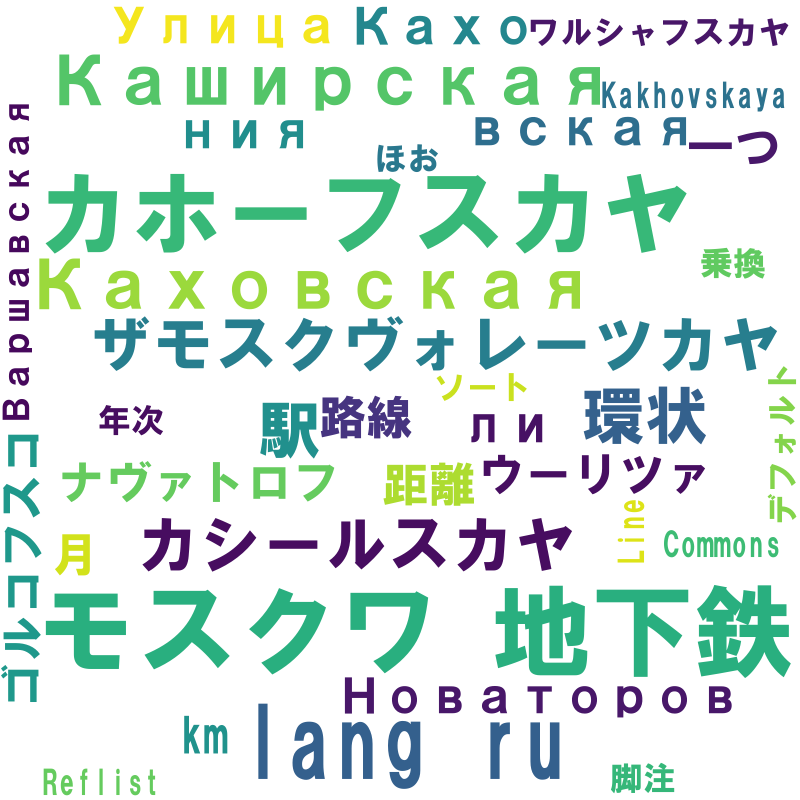 Улица
Кахо
ワルシャフスカヤ
Каширская
Kakhovskaya
ния
вская
一つ
ほお
Варшавская
カホーフスカヤ
乗換
Каховская
ザモスクヴォレーツカヤ
ソート
デフォルト
年次
駅
路線
ли
環状
ゴルコフスコ
ナヴァトロフ
距離
ウーリツァ
Line
月
カシールスカヤ
Commons
モスクワ 地下鉄
Новаторов
km
lang ru
Reflist
脚注